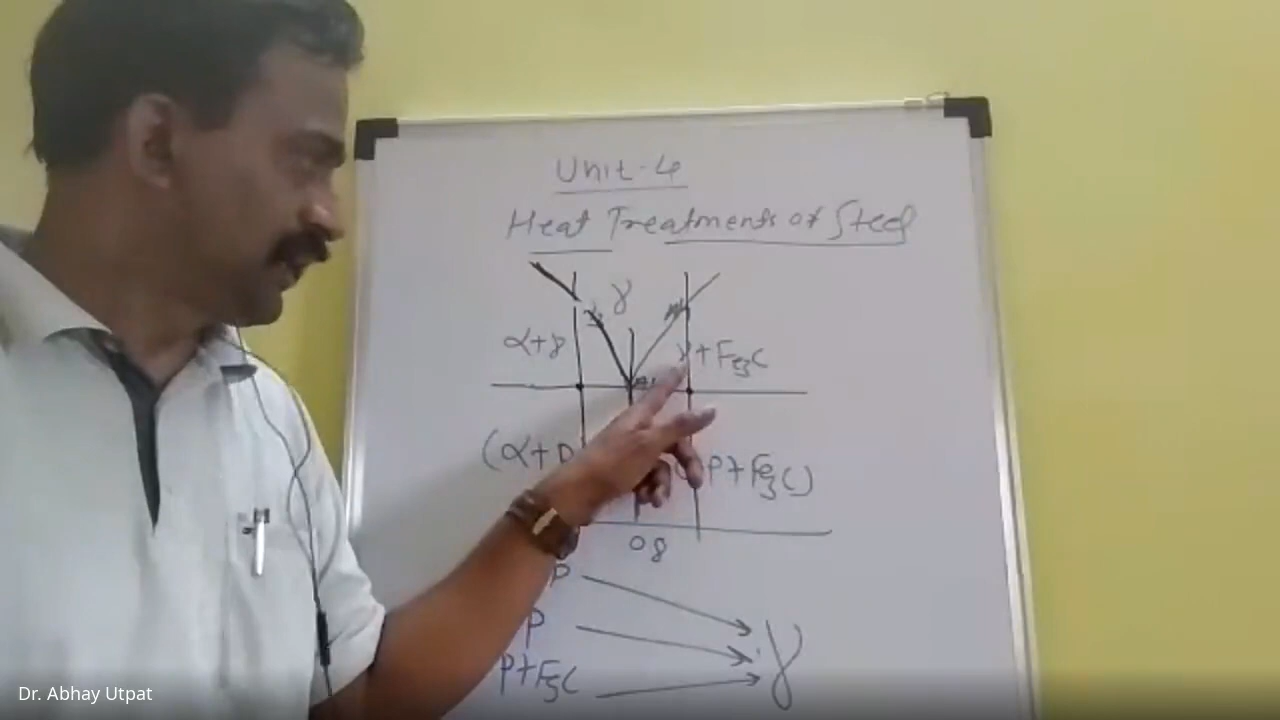 Unit-4
Heat Treatments of Steel
γ
α+γ
γ+Fe3C
(α+P
P+Fe3C)
0.8
P
P
P+Fe3C
γ
Dr. Abhay Utpat